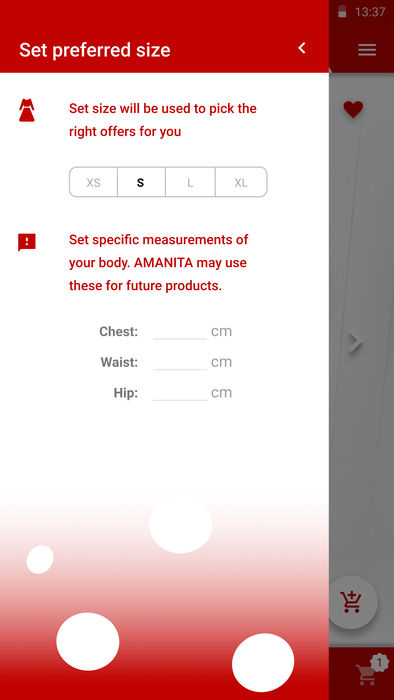 13:37
Set preferred size
Set size will be used to pick the
right offers for you
XS S L XL
Set specific measurements of
your body. AMANITA may use
these for future products.
Chest: cm
Waist: cm
Hip: cm
1